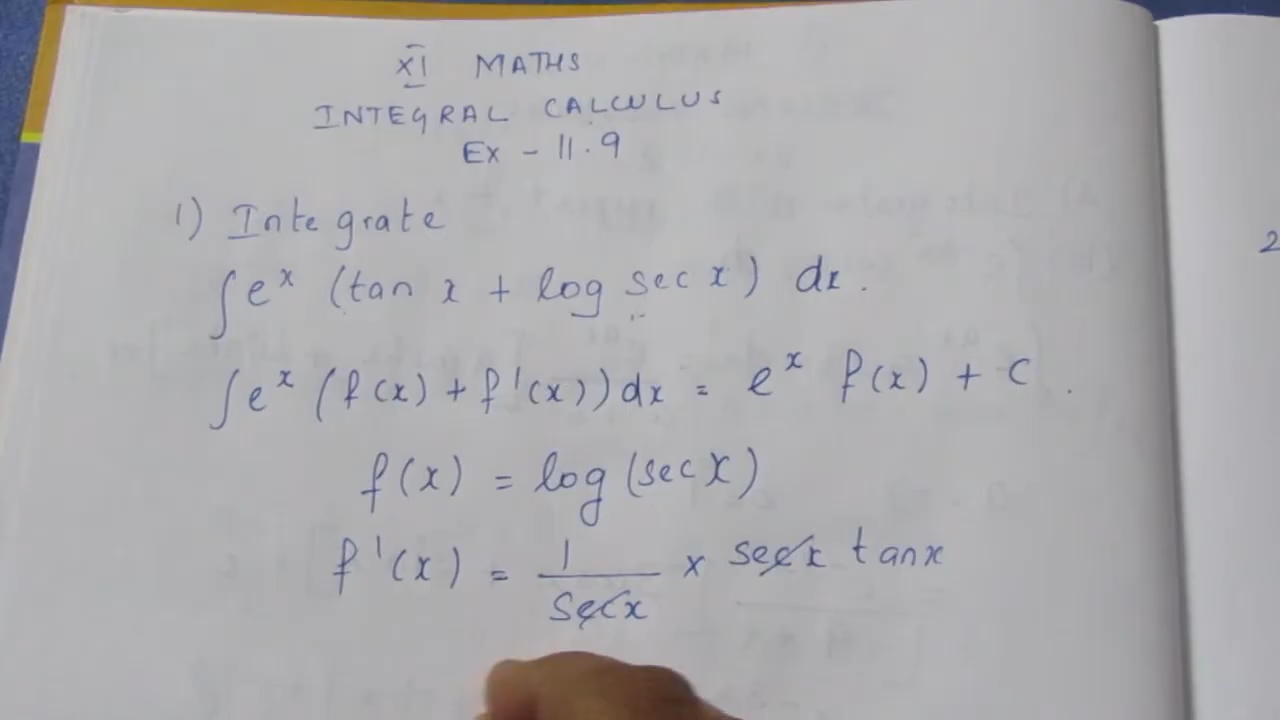 XI MATHS
INTEGRAL CALCULUS
Ex - 11.9
1) Integrate
∫e^x (tan x + log sec x) dx.
∫e^x (f(x) + f'(x)) dx = e^x f(x) + c.
f(x) = log (sec x)
f'(x) = 1/sec x × sec x tan x
2